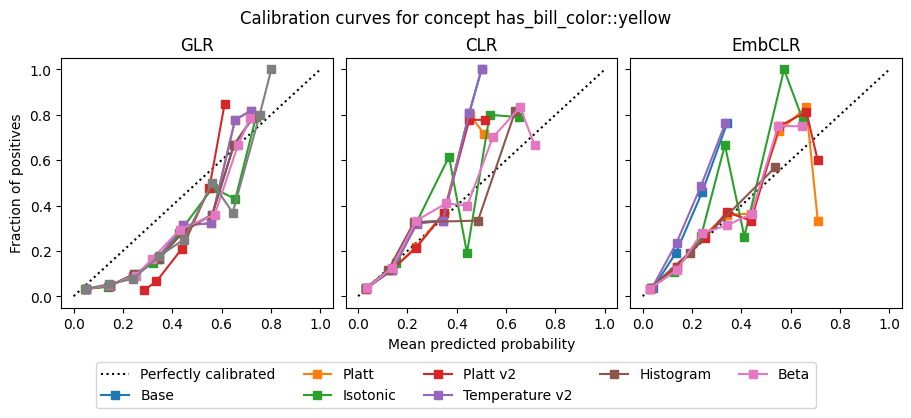 Calibration curves for concept has_bill_color::yellow
GLR
CLR
EmbCLR
Fraction of positives
1.0
0.8
0.6
0.4
0.2
0.0
0.0 0.2 0.4 0.6 0.8 1.0
0.0 0.2 0.4 0.6 0.8 1.0
0.0 0.2 0.4 0.6 0.8 1.0
Mean predicted probability
Perfectly calibrated
Base
Platt
Isotonic
Platt v2
Temperature v2
Histogram
Beta